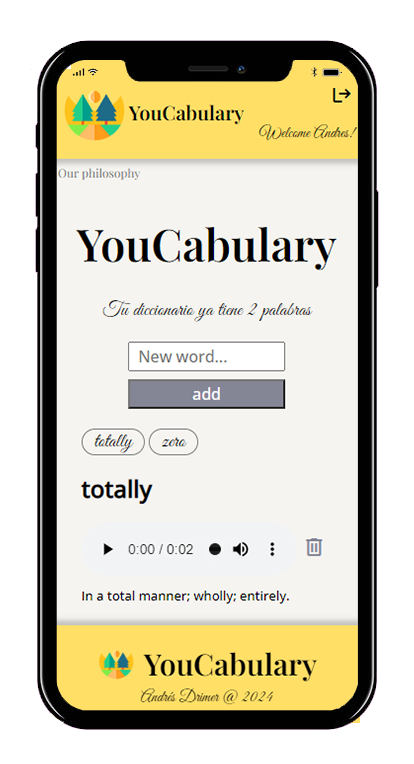 YouCabulary
Welcome Andres!
Our philosophy
YouCabulary
Tu diccionario ya tiene 2 palabras
New word...
add
totally zero
totally
0:00 / 0:02
In a total manner; wholly; entirely.
YouCabulary
Andrés Drimer @ 2024